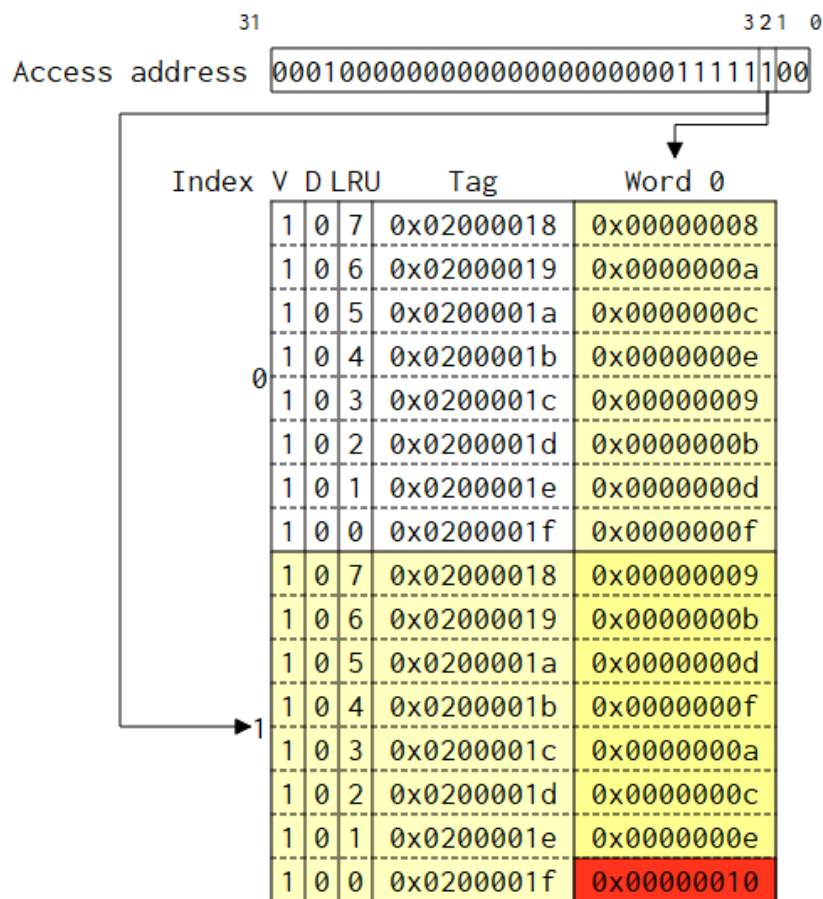 31 3 2 1 0
Access address 00010000000000000000000011111100
Index V D LRU Tag Word 0
1 0 7 0x02000018 0x00000008
1 0 6 0x02000019 0x0000000a
1 0 5 0x0200001a 0x0000000c
1 0 4 0x0200001b 0x0000000e
0
1 0 3 0x0200001c 0x00000009
1 0 2 0x0200001d 0x0000000b
1 0 1 0x0200001e 0x0000000d
1 0 0 0x0200001f 0x0000000f
1 0 7 0x02000018 0x00000009
1 0 6 0x02000019 0x0000000b
1 0 5 0x0200001a 0x0000000d
1 0 4 0x0200001b 0x0000000f
1
1 0 3 0x0200001c 0x0000000a
1 0 2 0x0200001d 0x0000000c
1 0 1 0x0200001e 0x0000000e
1 0 0 0x0200001f 0x00000010